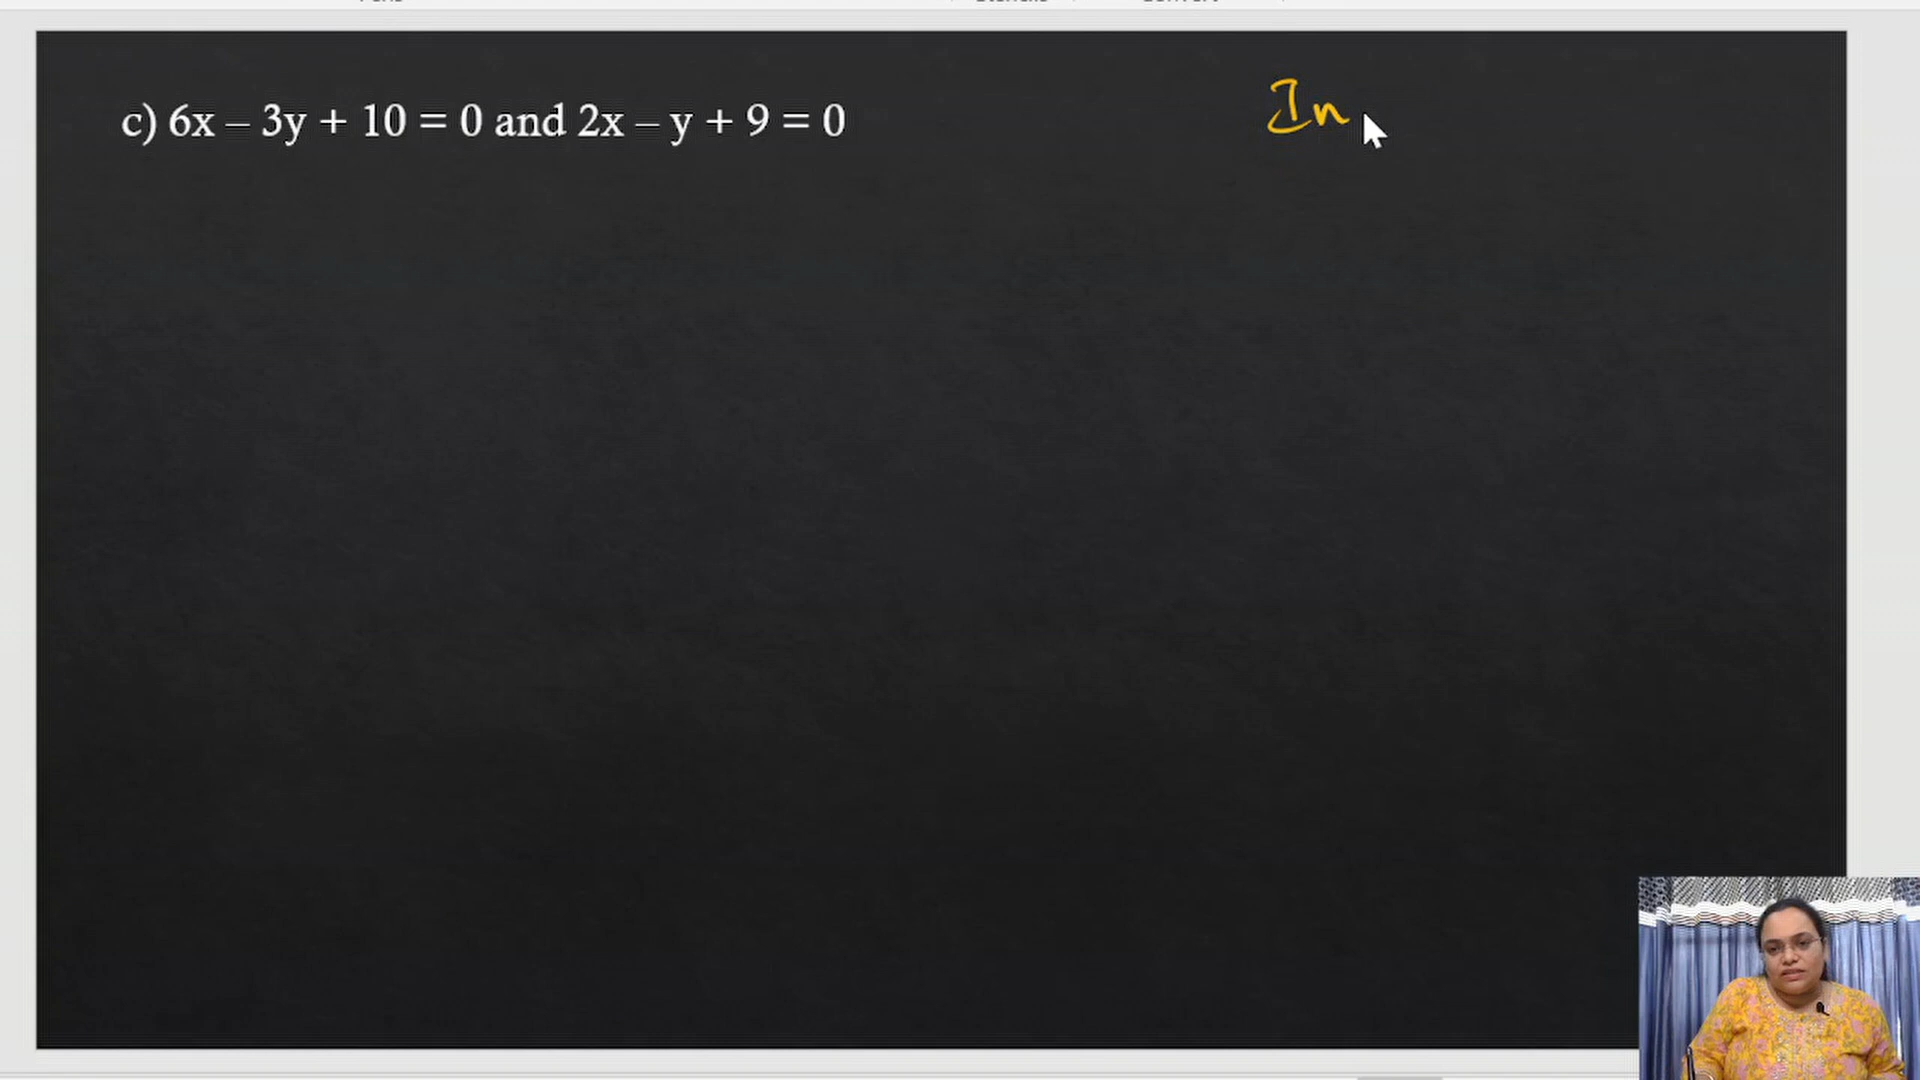 c) 6x – 3y + 10 = 0 and 2x – y + 9 = 0
In